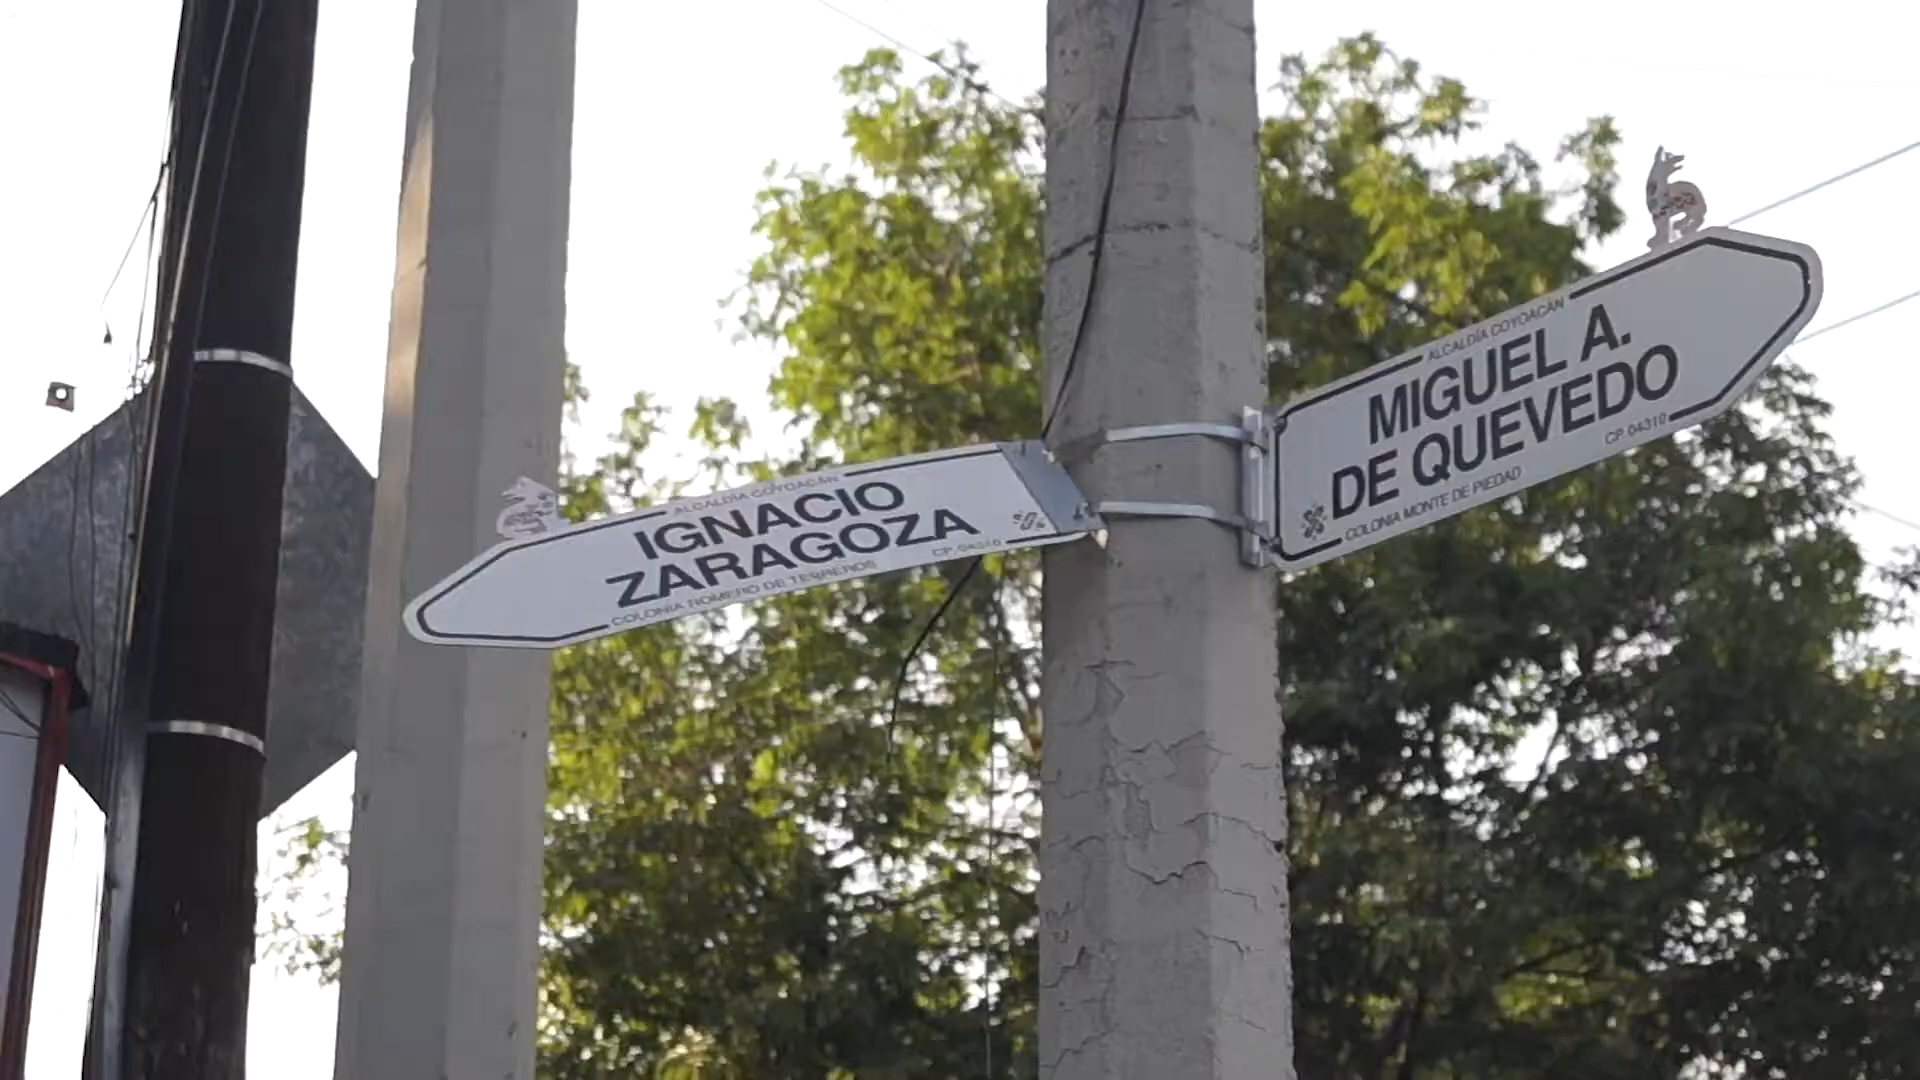 ALCALDÍA COYOACÁN
IGNACIO
ZARAGOZA
CP. 04310
COLONIA ROMERO DE TERREROS
ALCALDÍA COYOACÁN
MIGUEL A.
DE QUEVEDO
CP. 04310
COLONIA MONTE DE PIEDAD